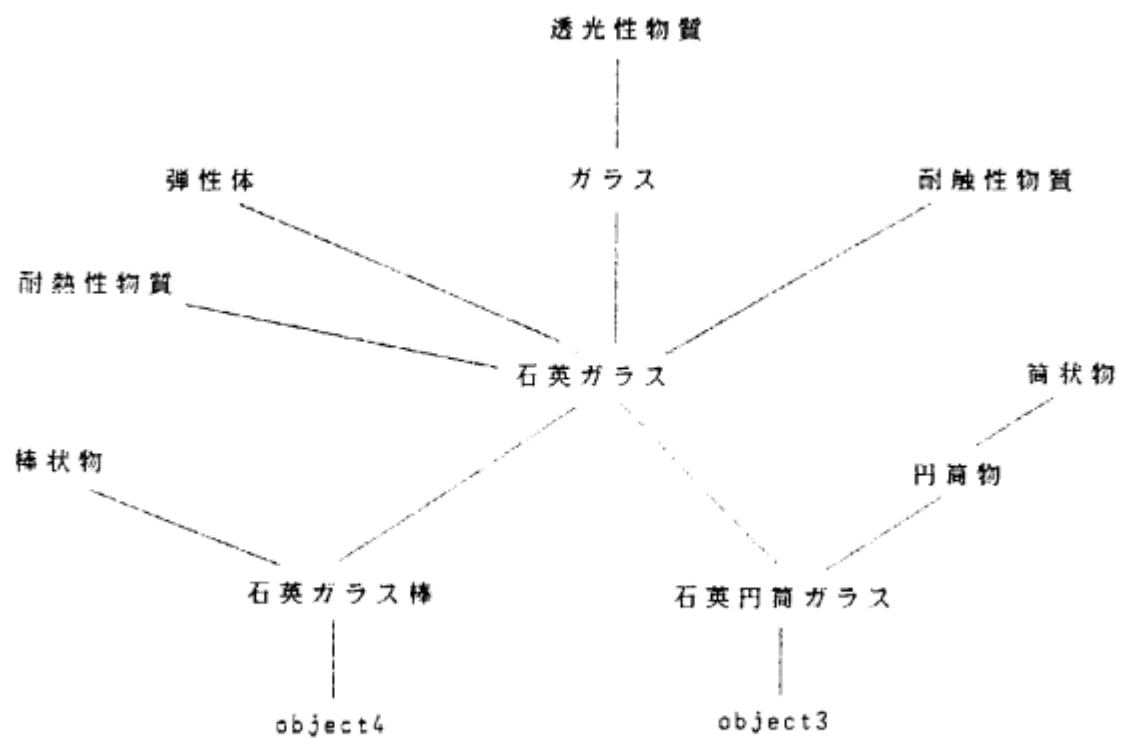 透光性物質
弾性体
ガラス
耐触性物質
耐熱性物質
石英ガラス
筒状物
棒状物
円筒物
石英ガラス棒
石英円筒ガラス
object4
object3